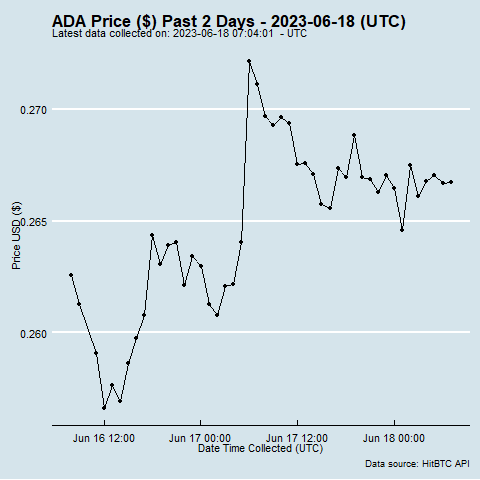 ADA Price ($) Past 2 Days - 2023-06-18 (UTC)
Latest data collected on: 2023-06-18 07:04:01 - UTC
0.270
0.265
0.260
Price USD ($)
Jun 16 12:00 Jun 17 00:00 Jun 17 12:00 Jun 18 00:00
Date Time Collected (UTC)
Data source: HitBTC API